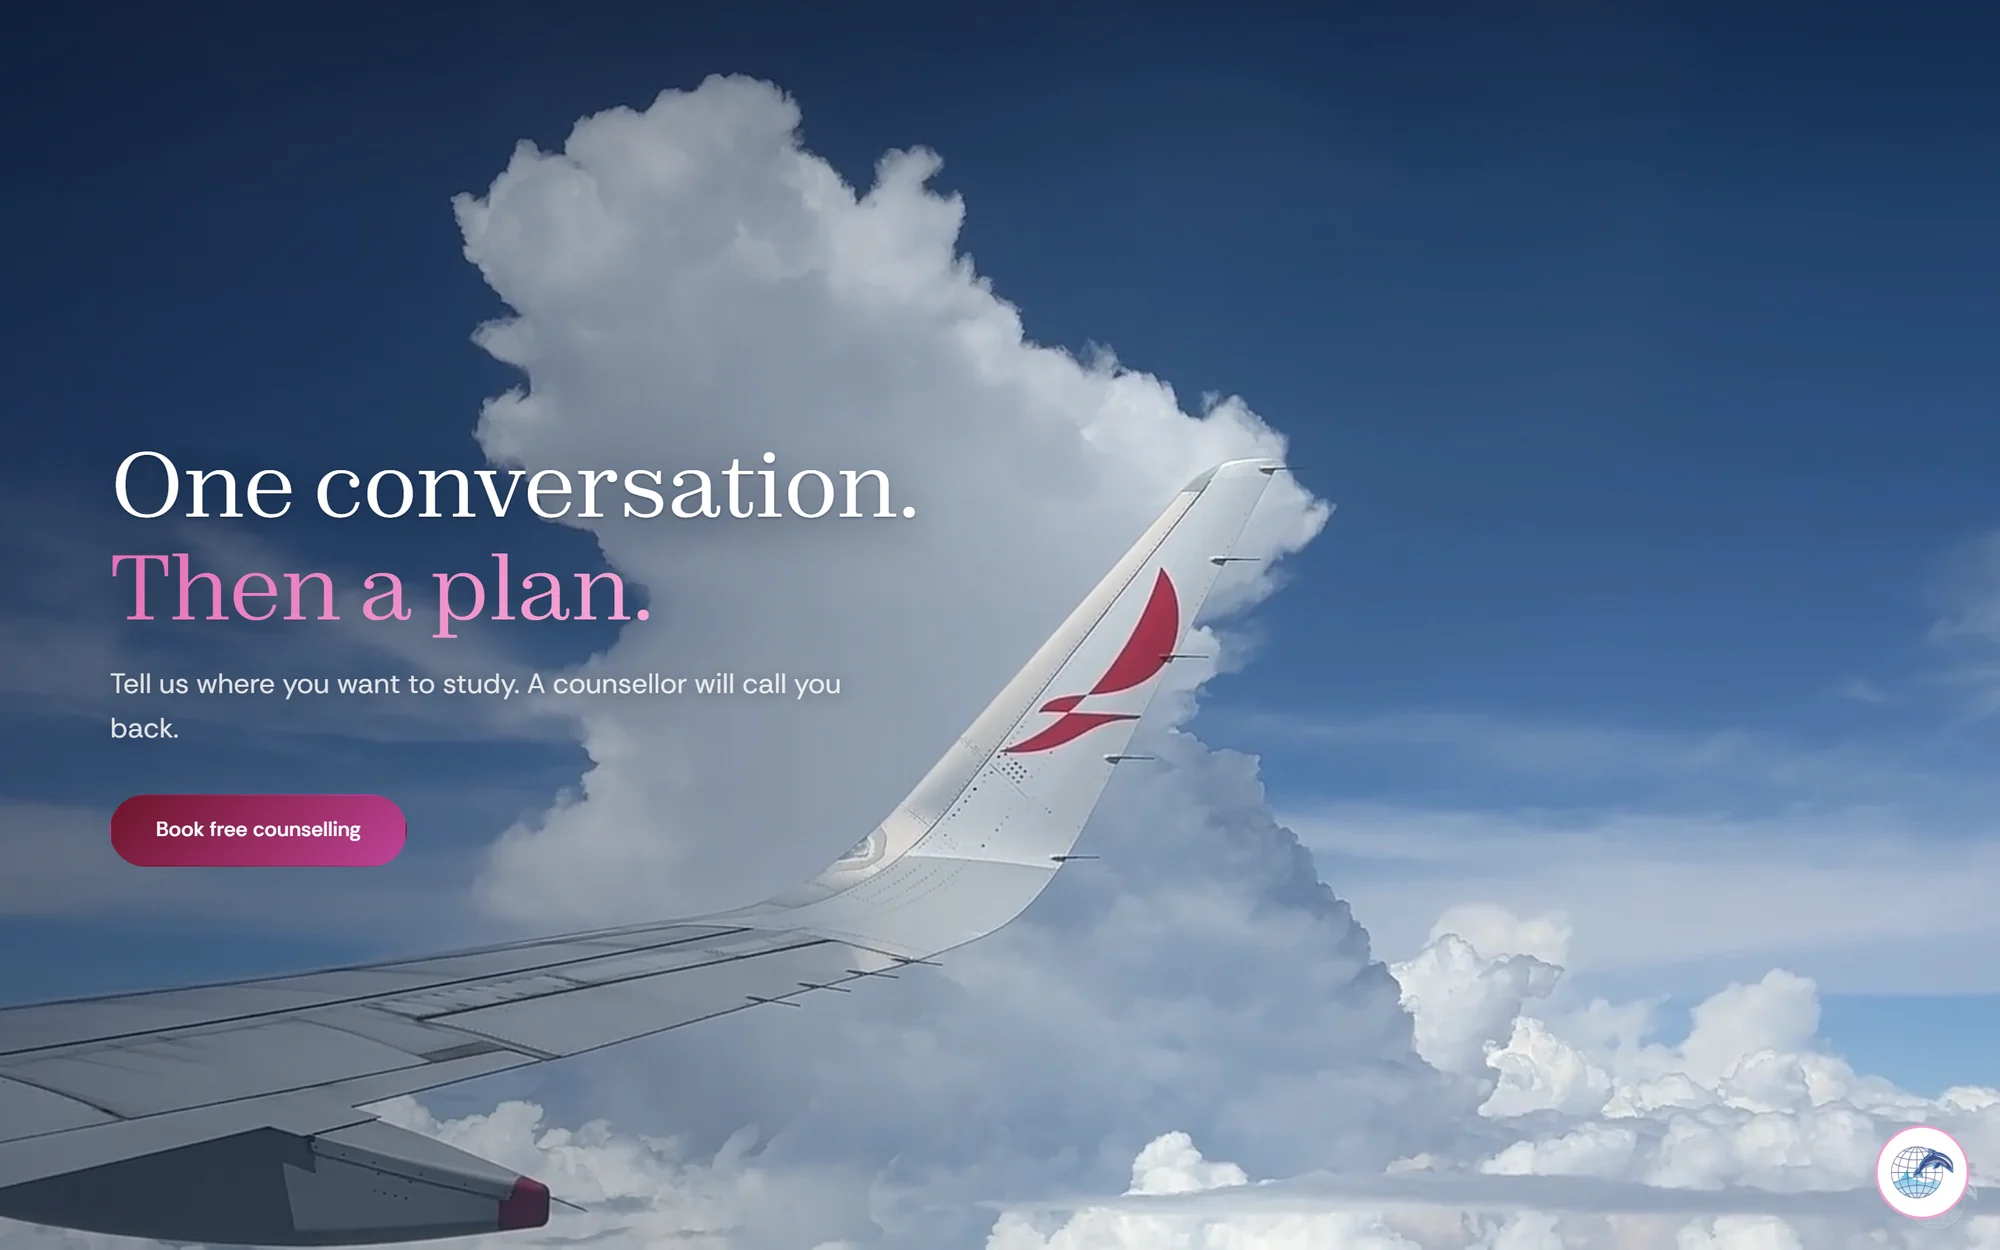 One conversation.
Then a plan.
Tell us where you want to study. A counsellor will call you
back.
Book free counselling